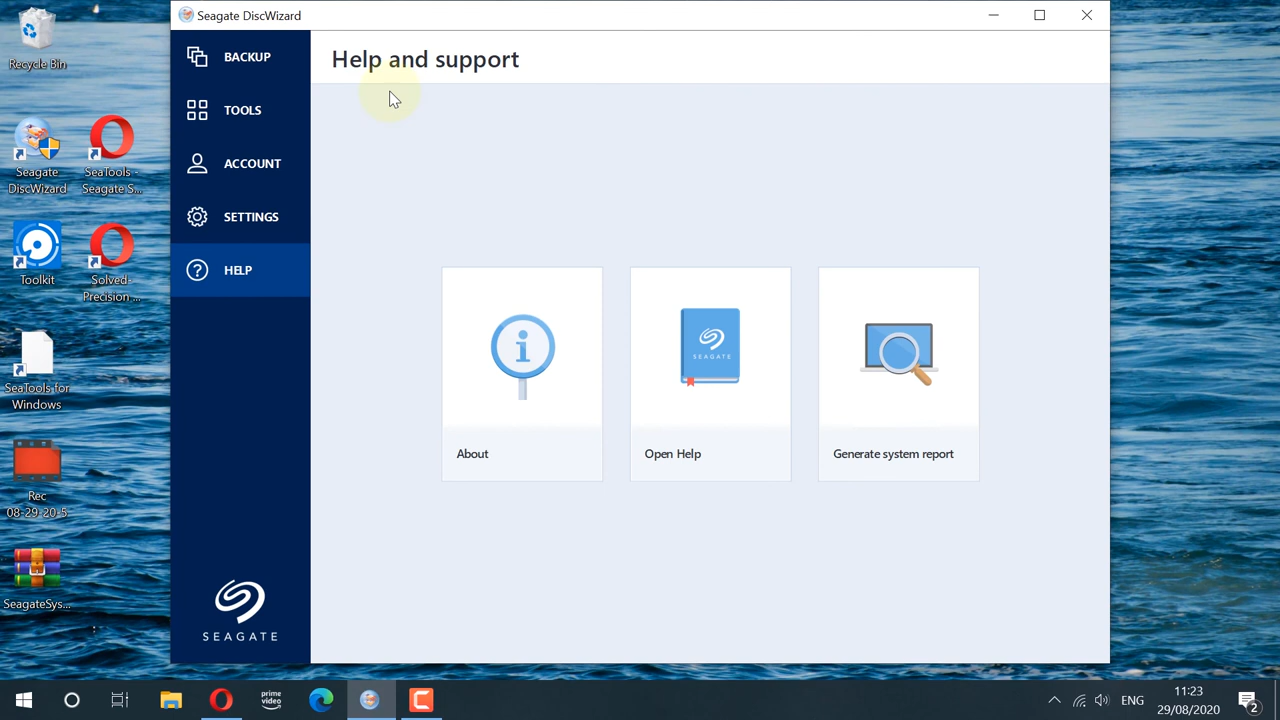 Seagate DiscWizard
Recycle Bin
Seagate
DiscWizard
SeaTools -
Seagate S...
Toolkit
Solved-
Precision ...
SeaTools for
Windows
Rec
08-29-20-5
SeagateSys...
BACKUP
TOOLS
ACCOUNT
SETTINGS
HELP
SEAGATE
Help and support
About
SEAGATE
Open Help
Generate system report
prime
video
ENG
11:23
29/08/2020
2